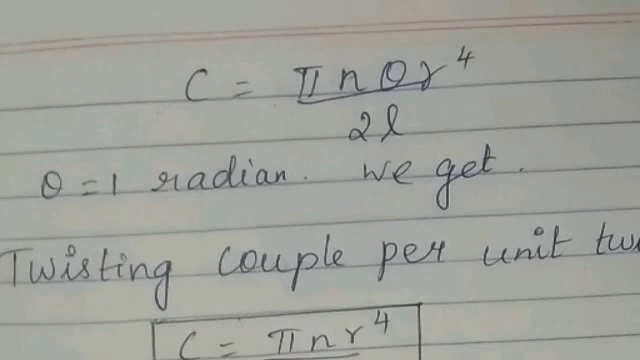 C = πnθr⁴
2l
θ = 1 radian. We get.
Twisting couple per unit
C = πnr⁴